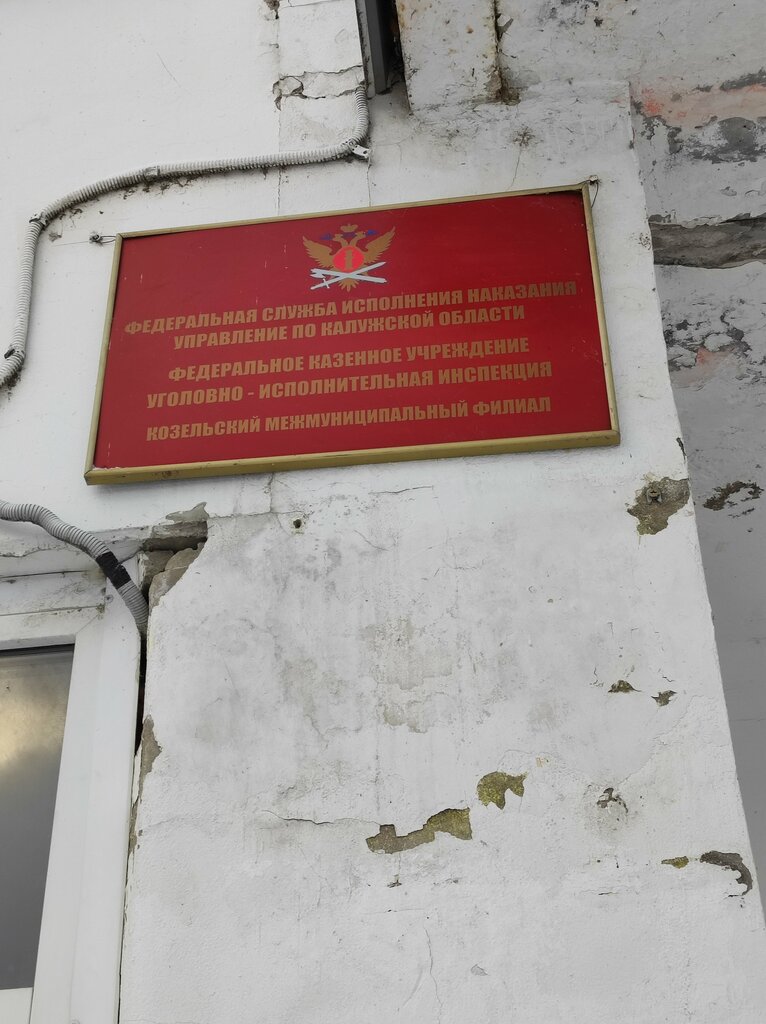 ФЕДЕРАЛЬНАЯ СЛУЖБА ИСПОЛНЕНИЯ НАКАЗАНИЯ
УПРАВЛЕНИЕ ПО КАЛУЖСКОЙ ОБЛАСТИ
ФЕДЕРАЛЬНОЕ КАЗЕННОЕ УЧРЕЖДЕНИЕ
УГОЛОВНО - ИСПОЛНИТЕЛЬНАЯ ИНСПЕКЦИЯ
КОЗЕЛЬСКИЙ МЕЖМУНИЦИПАЛЬНЫЙ ФИЛИАЛ